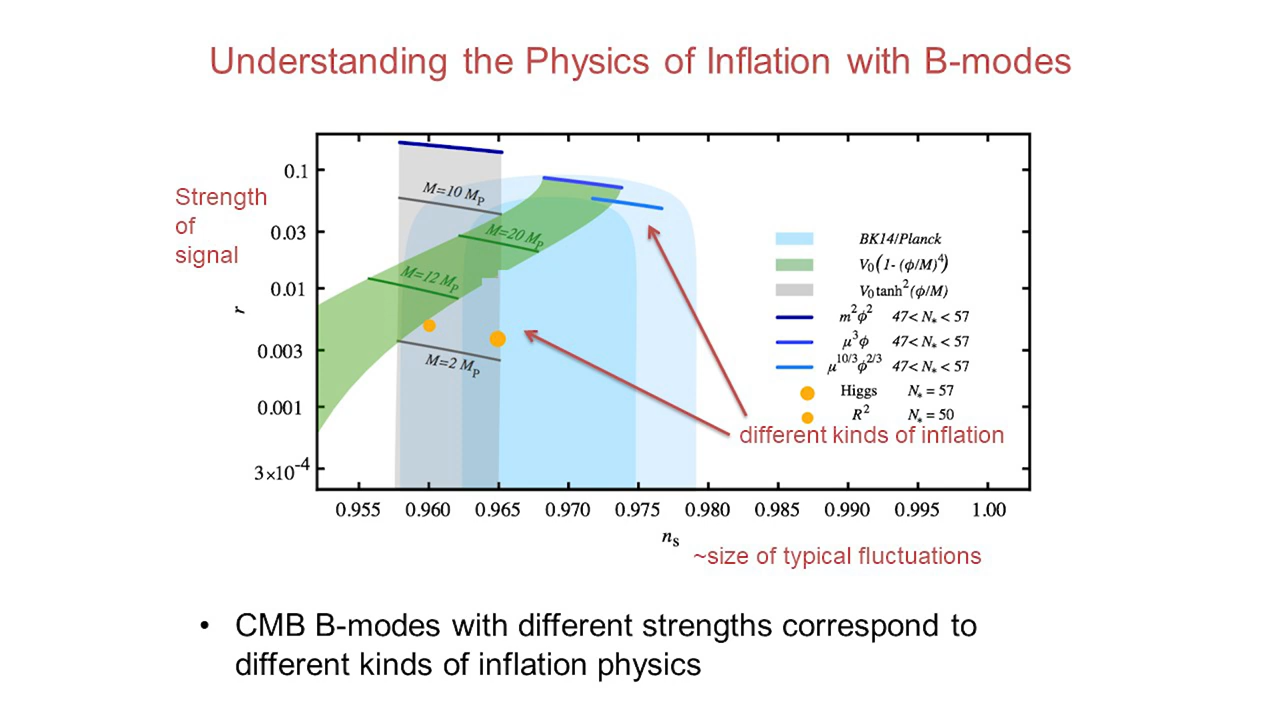 Understanding the Physics of Inflation with B-modes
Strength
of
signal
r
0.1
0.03
0.01
0.003
0.001
3×10⁻⁴
M=10 M_P
M=20 M_P
M=12 M_P
M=2 M_P
BK14/Planck
V₀(1-(ϕ/M)⁴)
V₀ tanh²(ϕ/M)
m²ϕ² 47< N* < 57
μ³ϕ 47< N* < 57
μ^10/3 ϕ^2/3 47< N* < 57
Higgs N* = 57
R² N* = 50
different kinds of inflation
0.955 0.960 0.965 0.970 0.975 0.980 0.985 0.990 0.995 1.00
n_s
~size of typical fluctuations
• CMB B-modes with different strengths correspond to
different kinds of inflation physics